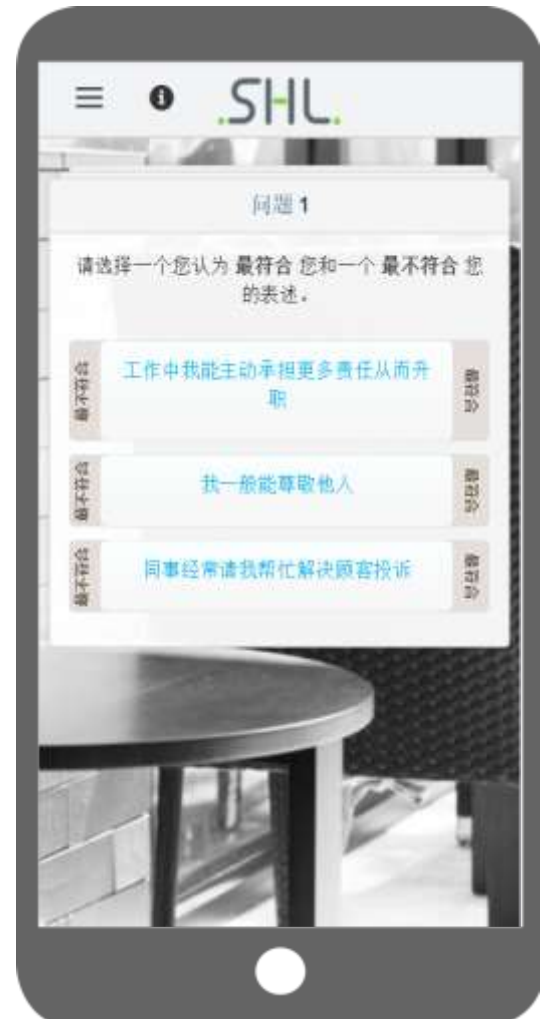 .SHL.
问题 1
请选择一个您认为 最符合 您和一个 最不符合 您
的表述。
最不符合
工作中我能主动承担更多责任从而升
职
最符合
最不符合
我一般能尊敬他人
最符合
最不符合
同事经常请我帮忙解决顾客投诉
最符合